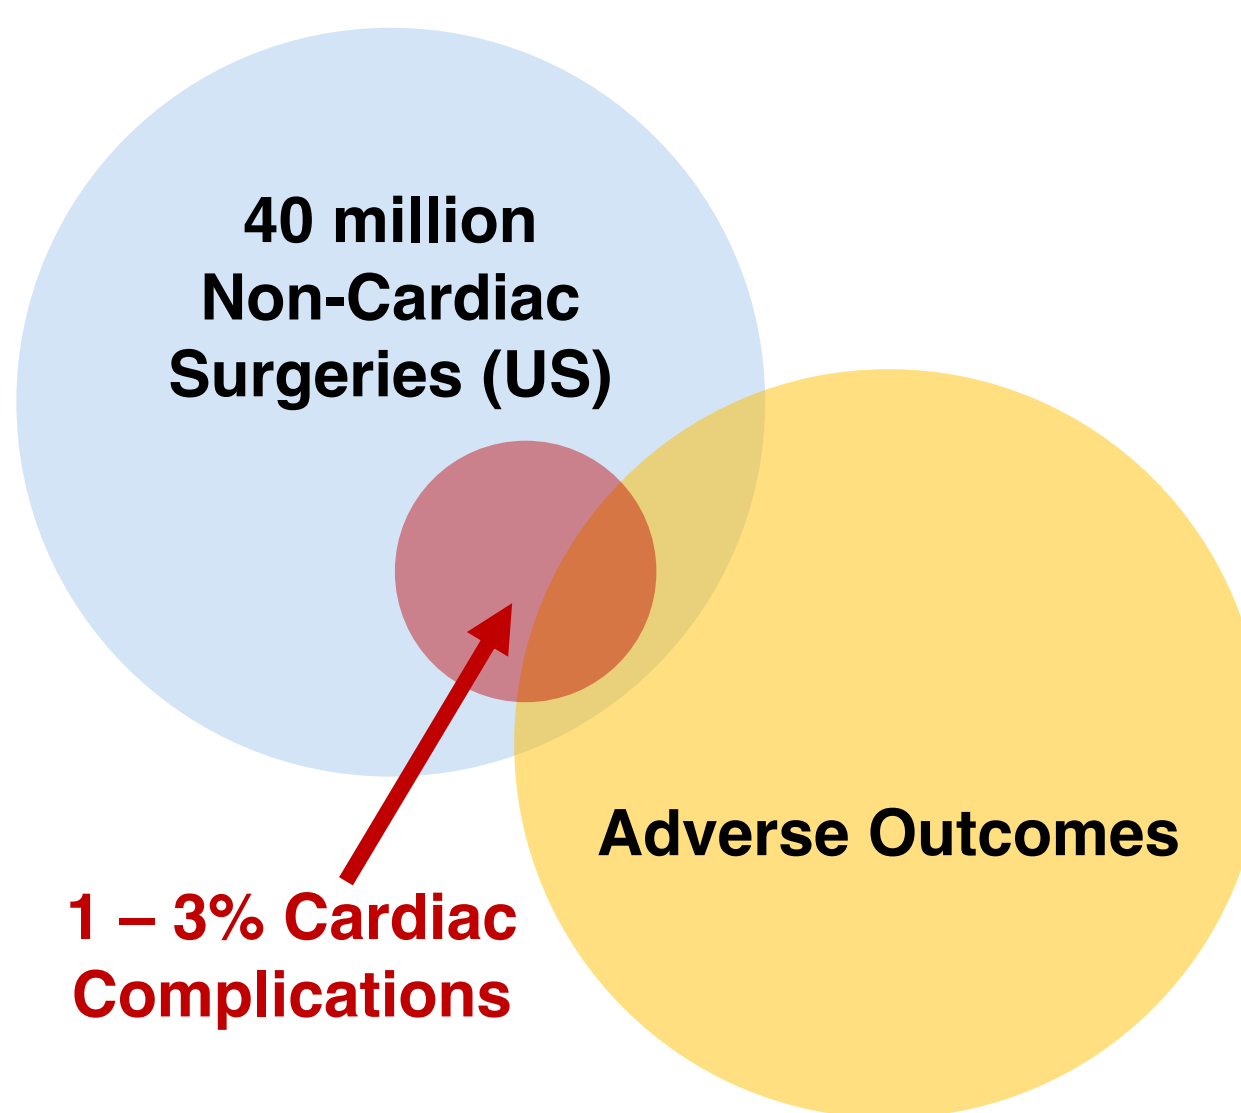 40 million
Non-Cardiac
Surgeries (US)
Adverse Outcomes
1 – 3% Cardiac
Complications